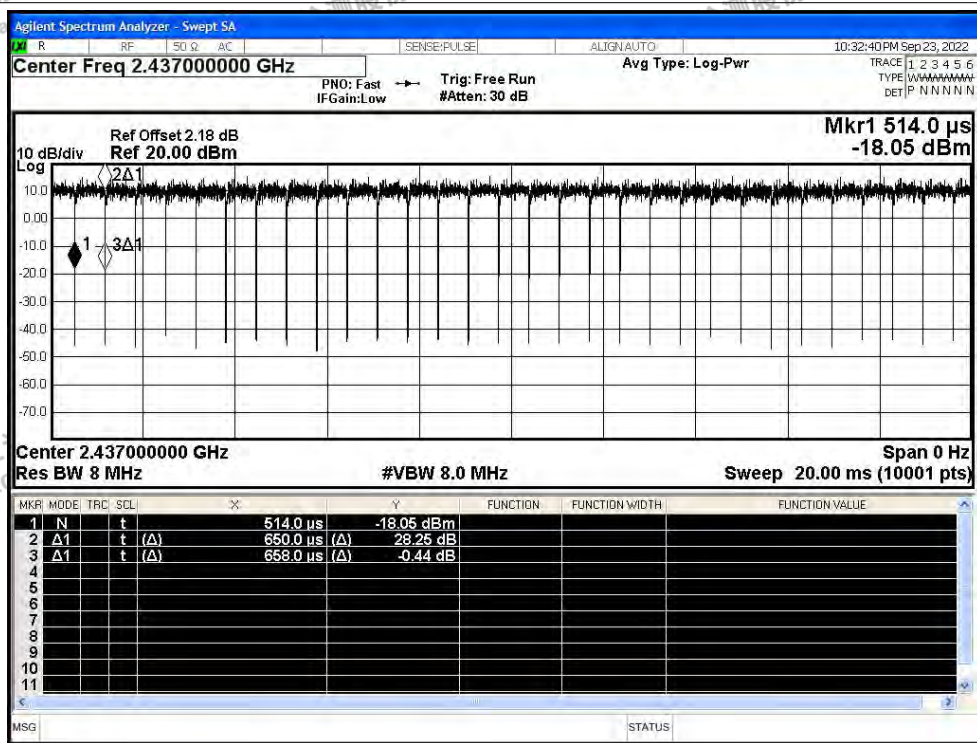 Agilent Spectrum Analyzer - Swept SA
R RF 50 Ω AC SENSE:PULSE ALIGN AUTO 10:32:40 PM Sep 23, 2022
Center Freq 2.437000000 GHz
PNO: Fast
IFGain:Low
Trig: Free Run
#Atten: 30 dB
Avg Type: Log-Pwr
TRACE 1 2 3 4 5 6
TYPE
DET P N N N N N
Mkr1 514.0 µs
-18.05 dBm
Ref Offset 2.18 dB
10 dB/div Ref 20.00 dBm
Log
2Δ1
10.0
0.00
-10.0
1
3Δ1
-20.0
-30.0
-40.0
-50.0
-60.0
-70.0
Center 2.437000000 GHz Span 0 Hz
Res BW 8 MHz #VBW 8.0 MHz Sweep 20.00 ms (10001 pts)
MKR MODE TRC SCL X Y FUNCTION FUNCTION WIDTH FUNCTION VALUE
1 N t 514.0 µs -18.05 dBm
2 Δ1 t (Δ) 650.0 µs (Δ) 28.25 dB
3 Δ1 t (Δ) 658.0 µs (Δ) -0.44 dB
4
5
6
7
8
9
10
11
MSG STATUS